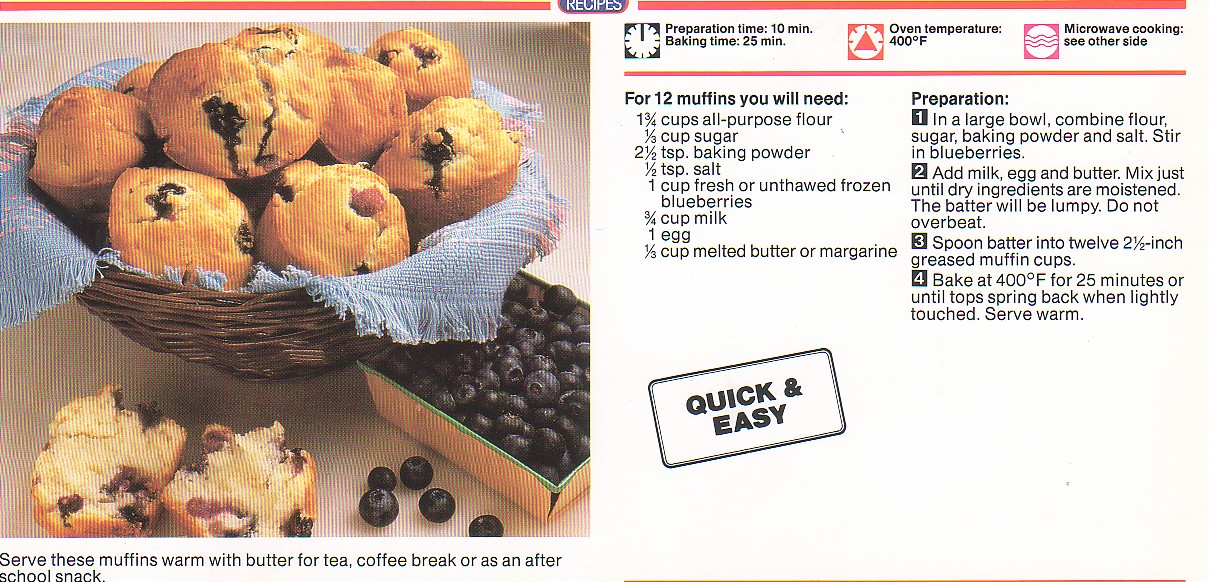 RECIPES
Preparation time: 10 min.
Baking time: 25 min.
Oven temperature:
400°F
Microwave cooking:
see other side
For 12 muffins you will need:
1¾ cups all-purpose flour
⅓ cup sugar
2½ tsp. baking powder
½ tsp. salt
1 cup fresh or unthawed frozen
blueberries
¾ cup milk
1 egg
⅓ cup melted butter or margarine
Preparation:
1 In a large bowl, combine flour,
sugar, baking powder and salt. Stir
in blueberries.
2 Add milk, egg and butter. Mix just
until dry ingredients are moistened.
The batter will be lumpy. Do not
overbeat.
3 Spoon batter into twelve 2½-inch
greased muffin cups.
4 Bake at 400°F for 25 minutes or
until tops spring back when lightly
touched. Serve warm.
QUICK &
EASY
Serve these muffins warm with butter for tea, coffee break or as an after
school snack.